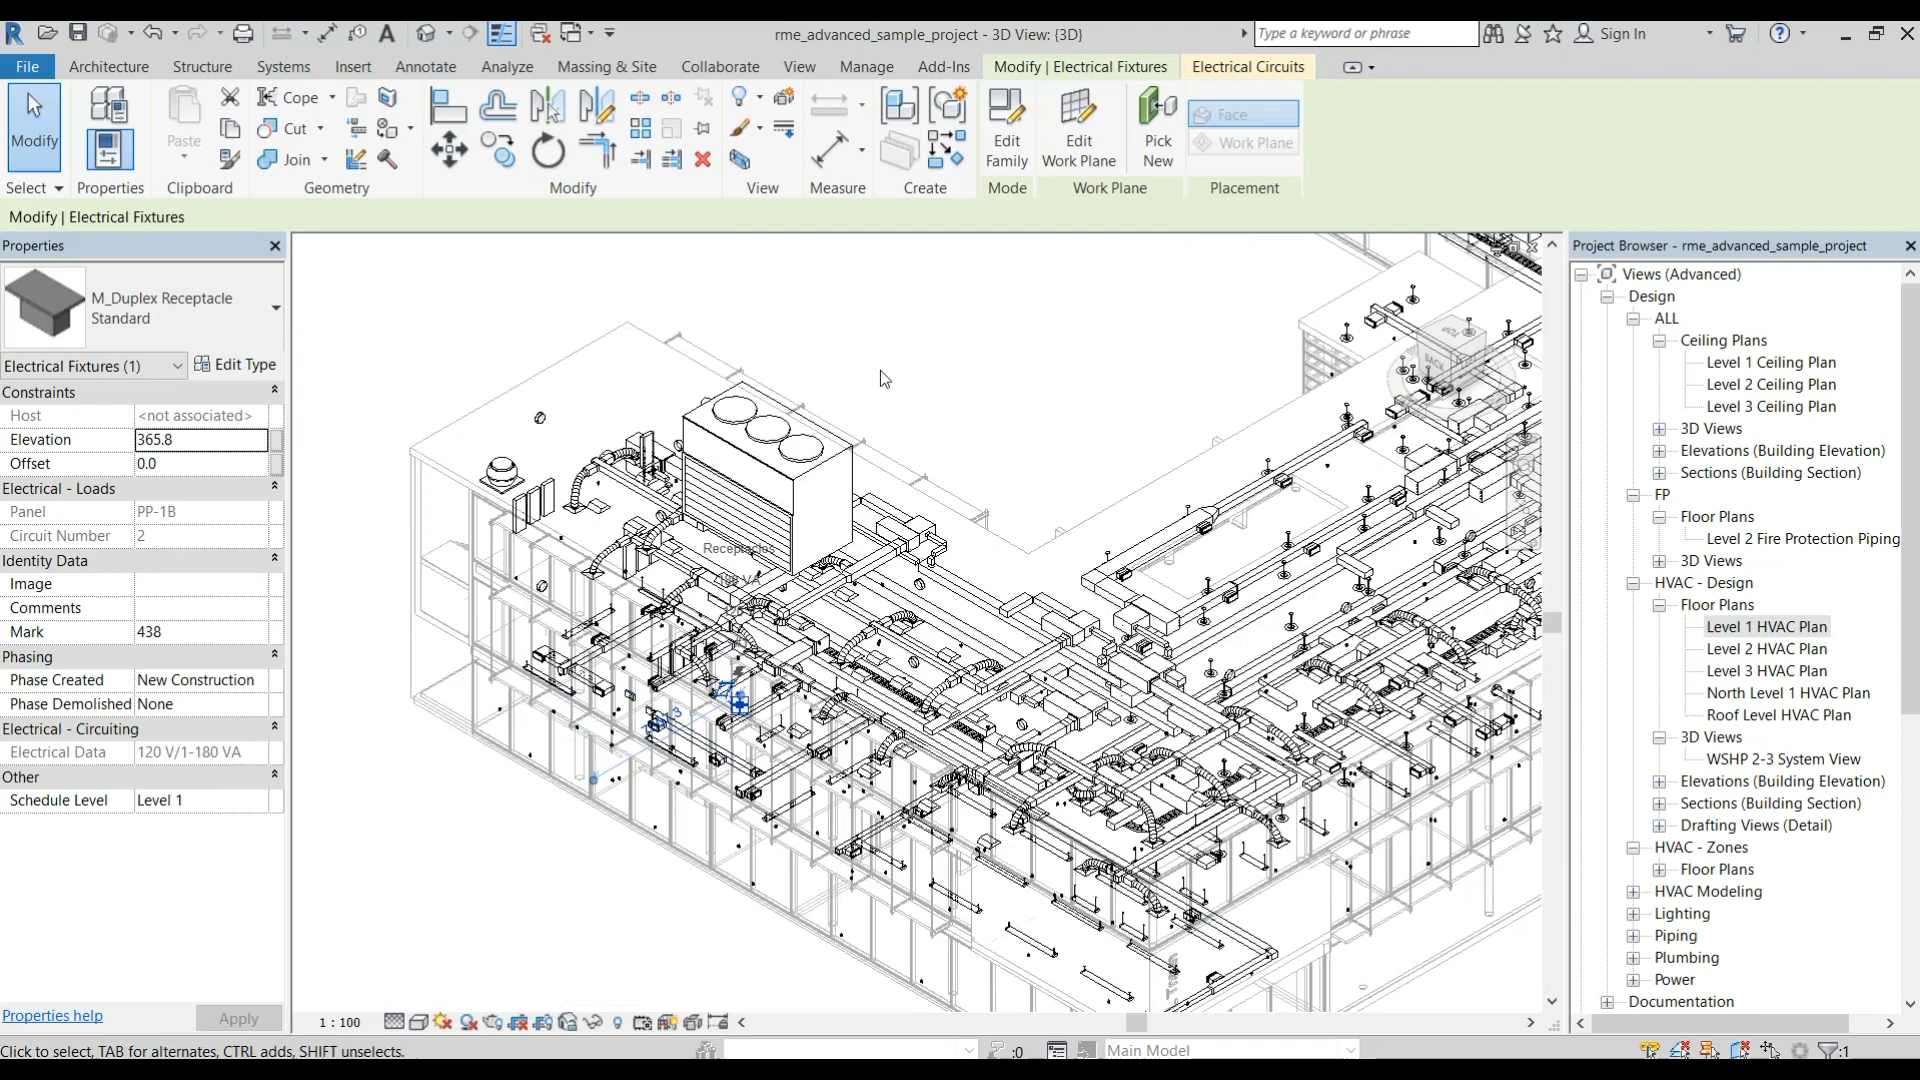 rme_advanced_sample_project - 3D View: {3D}
Type a keyword or phrase
Sign In
File
Architecture
Structure
Systems
Insert
Annotate
Analyze
Massing & Site
Collaborate
View
Manage
Add-Ins
Modify | Electrical Fixtures
Electrical Circuits
Modify
Paste
Cope
Cut
Join
Edit Family
Edit Work Plane
Pick New
Face
Work Plane
Select
Properties
Clipboard
Geometry
Modify
View
Measure
Create
Mode
Work Plane
Placement
Modify | Electrical Fixtures
Properties
M_Duplex Receptacle
Standard
Electrical Fixtures (1)
Edit Type
Constraints
Host <not associated>
Elevation 365.8
Offset 0.0
Electrical - Loads
Panel PP-1B
Circuit Number 2
Identity Data
Image
Comments
Mark 438
Phasing
Phase Created New Construction
Phase Demolished None
Electrical - Circuiting
Electrical Data 120 V/1-180 VA
Other
Schedule Level Level 1
Properties help
Apply
BACK
Receptacles
Project Browser - rme_advanced_sample_project
Views (Advanced)
Design
ALL
Ceiling Plans
Level 1 Ceiling Plan
Level 2 Ceiling Plan
Level 3 Ceiling Plan
3D Views
Elevations (Building Elevation)
Sections (Building Section)
FP
Floor Plans
Level 2 Fire Protection Piping
3D Views
HVAC - Design
Floor Plans
Level 1 HVAC Plan
Level 2 HVAC Plan
Level 3 HVAC Plan
North Level 1 HVAC Plan
Roof Level HVAC Plan
3D Views
WSHP 2-3 System View
Elevations (Building Elevation)
Sections (Building Section)
Drafting Views (Detail)
HVAC - Zones
Floor Plans
HVAC Modeling
Lighting
Piping
Plumbing
Power
Documentation
1 : 100
Click to select, TAB for alternates, CTRL adds, SHIFT unselects.
:0
Main Model
:1